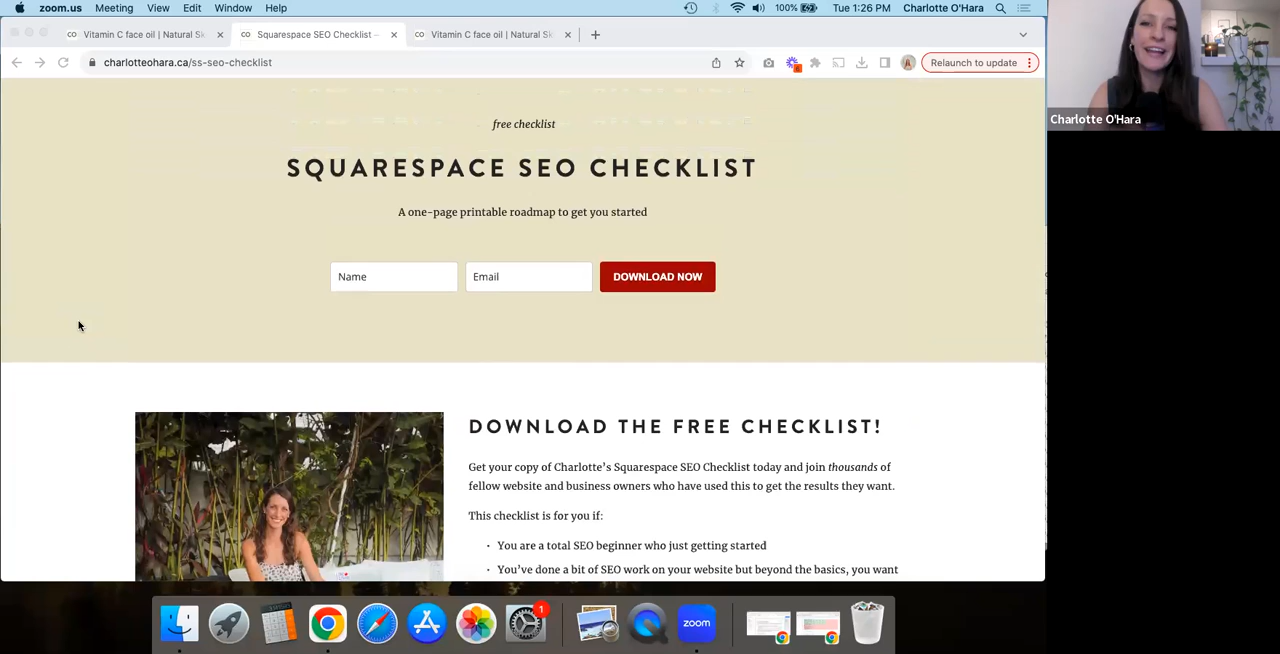 zoom.us Meeting View Edit Window Help 100% Tue 1:26 PM Charlotte O'Hara
CO Vitamin C face oil | Natural Sk CO Squarespace SEO Checklist – CO Vitamin C face oil | Natural Sk
charlotteohara.ca/ss-seo-checklist Relaunch to update
Charlotte O'Hara
free checklist
SQUARESPACE SEO CHECKLIST
A one-page printable roadmap to get you started
Name Email DOWNLOAD NOW
DOWNLOAD THE FREE CHECKLIST!
Get your copy of Charlotte's Squarespace SEO Checklist today and join thousands of
fellow website and business owners who have used this to get the results they want.
This checklist is for you if:
• You are a total SEO beginner who just getting started
• You've done a bit of SEO work on your website but beyond the basics, you want
1
zoom